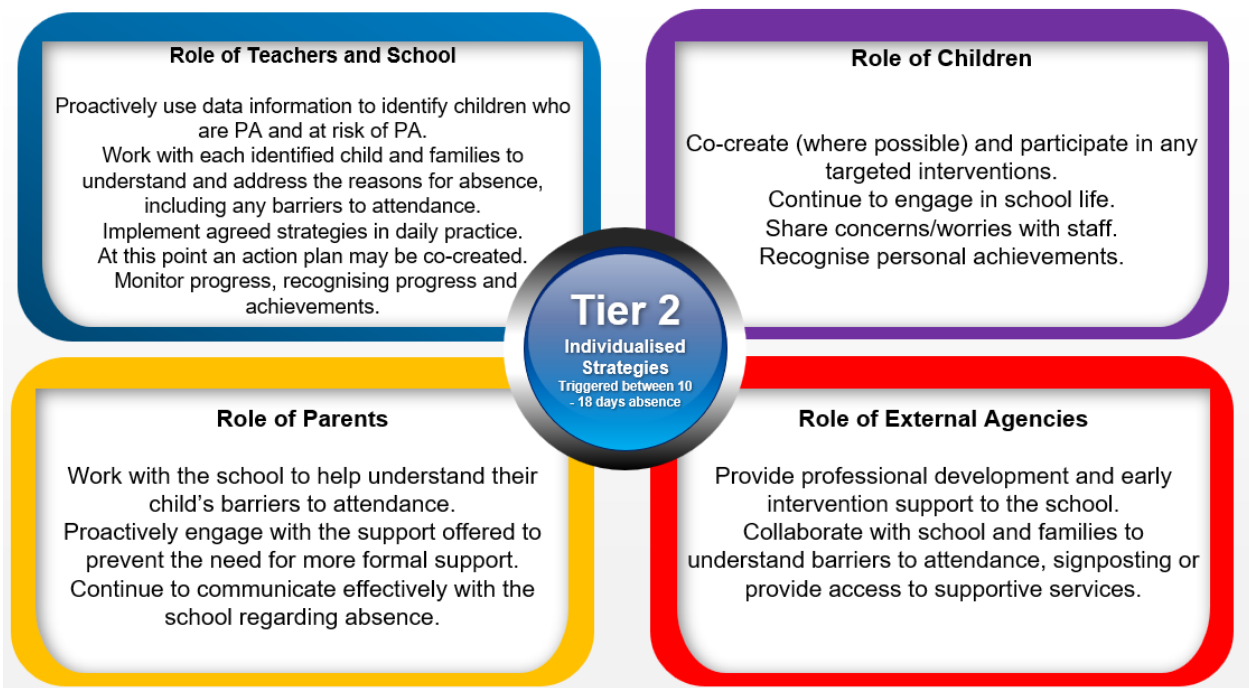 Role of Teachers and School
Proactively use data information to identify children who
are PA and at risk of PA.
Work with each identified child and families to
understand and address the reasons for absence,
including any barriers to attendance.
Implement agreed strategies in daily practice.
At this point an action plan may be co-created.
Monitor progress, recognising progress and
achievements.
Role of Children
Co-create (where possible) and participate in any
targeted interventions.
Continue to engage in school life.
Share concerns/worries with staff.
Recognise personal achievements.
Tier 2
Individualised
Strategies
Triggered between 10
- 18 days absence
Role of Parents
Work with the school to help understand their
child’s barriers to attendance.
Proactively engage with the support offered to
prevent the need for more formal support.
Continue to communicate effectively with the
school regarding absence.
Role of External Agencies
Provide professional development and early
intervention support to the school.
Collaborate with school and families to
understand barriers to attendance, signposting or
provide access to supportive services.